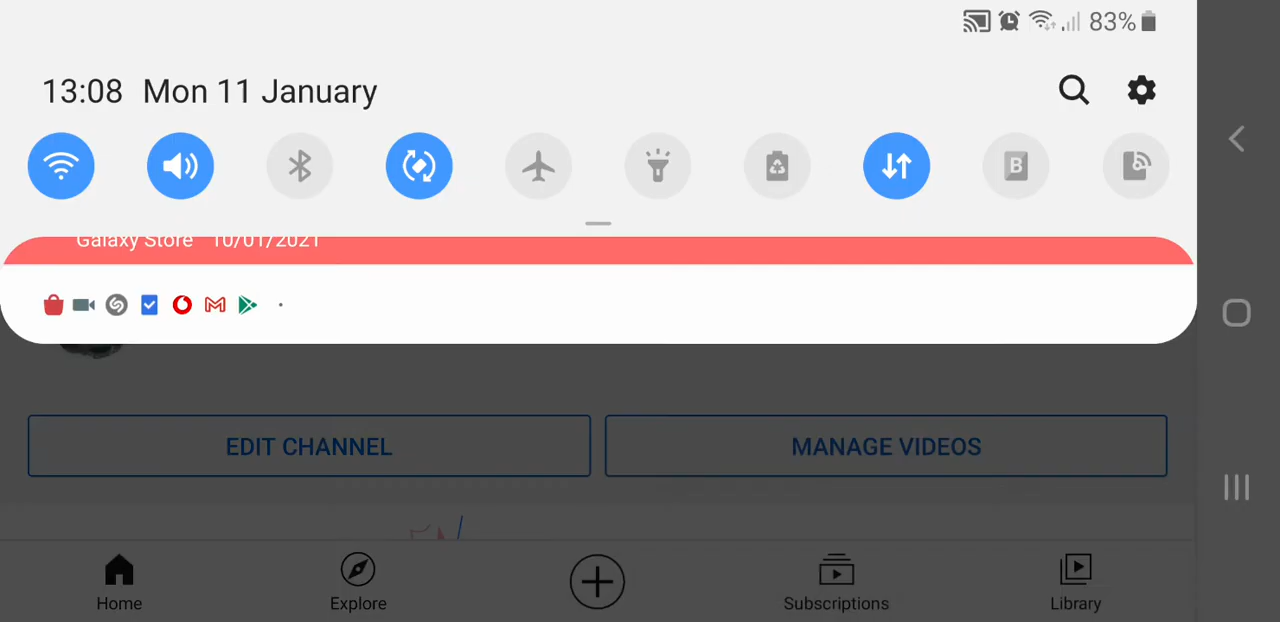 83%
13:08 Mon 11 January
B
Galaxy Store 10/01/2021
EDIT CHANNEL
MANAGE VIDEOS
Home
Explore
Subscriptions
Library